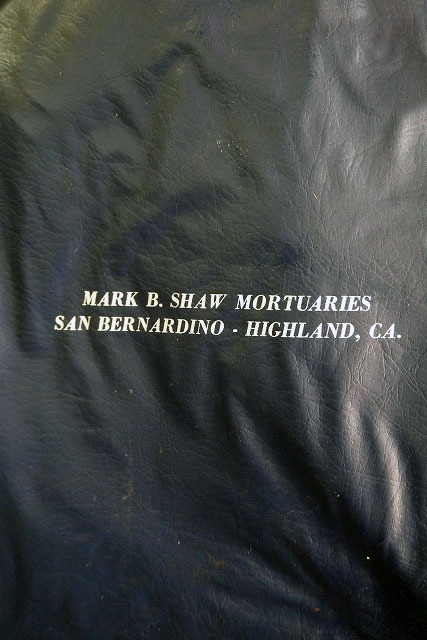 MARK B. SHAW MORTUARIES
SAN BERNARDINO - HIGHLAND, CA.